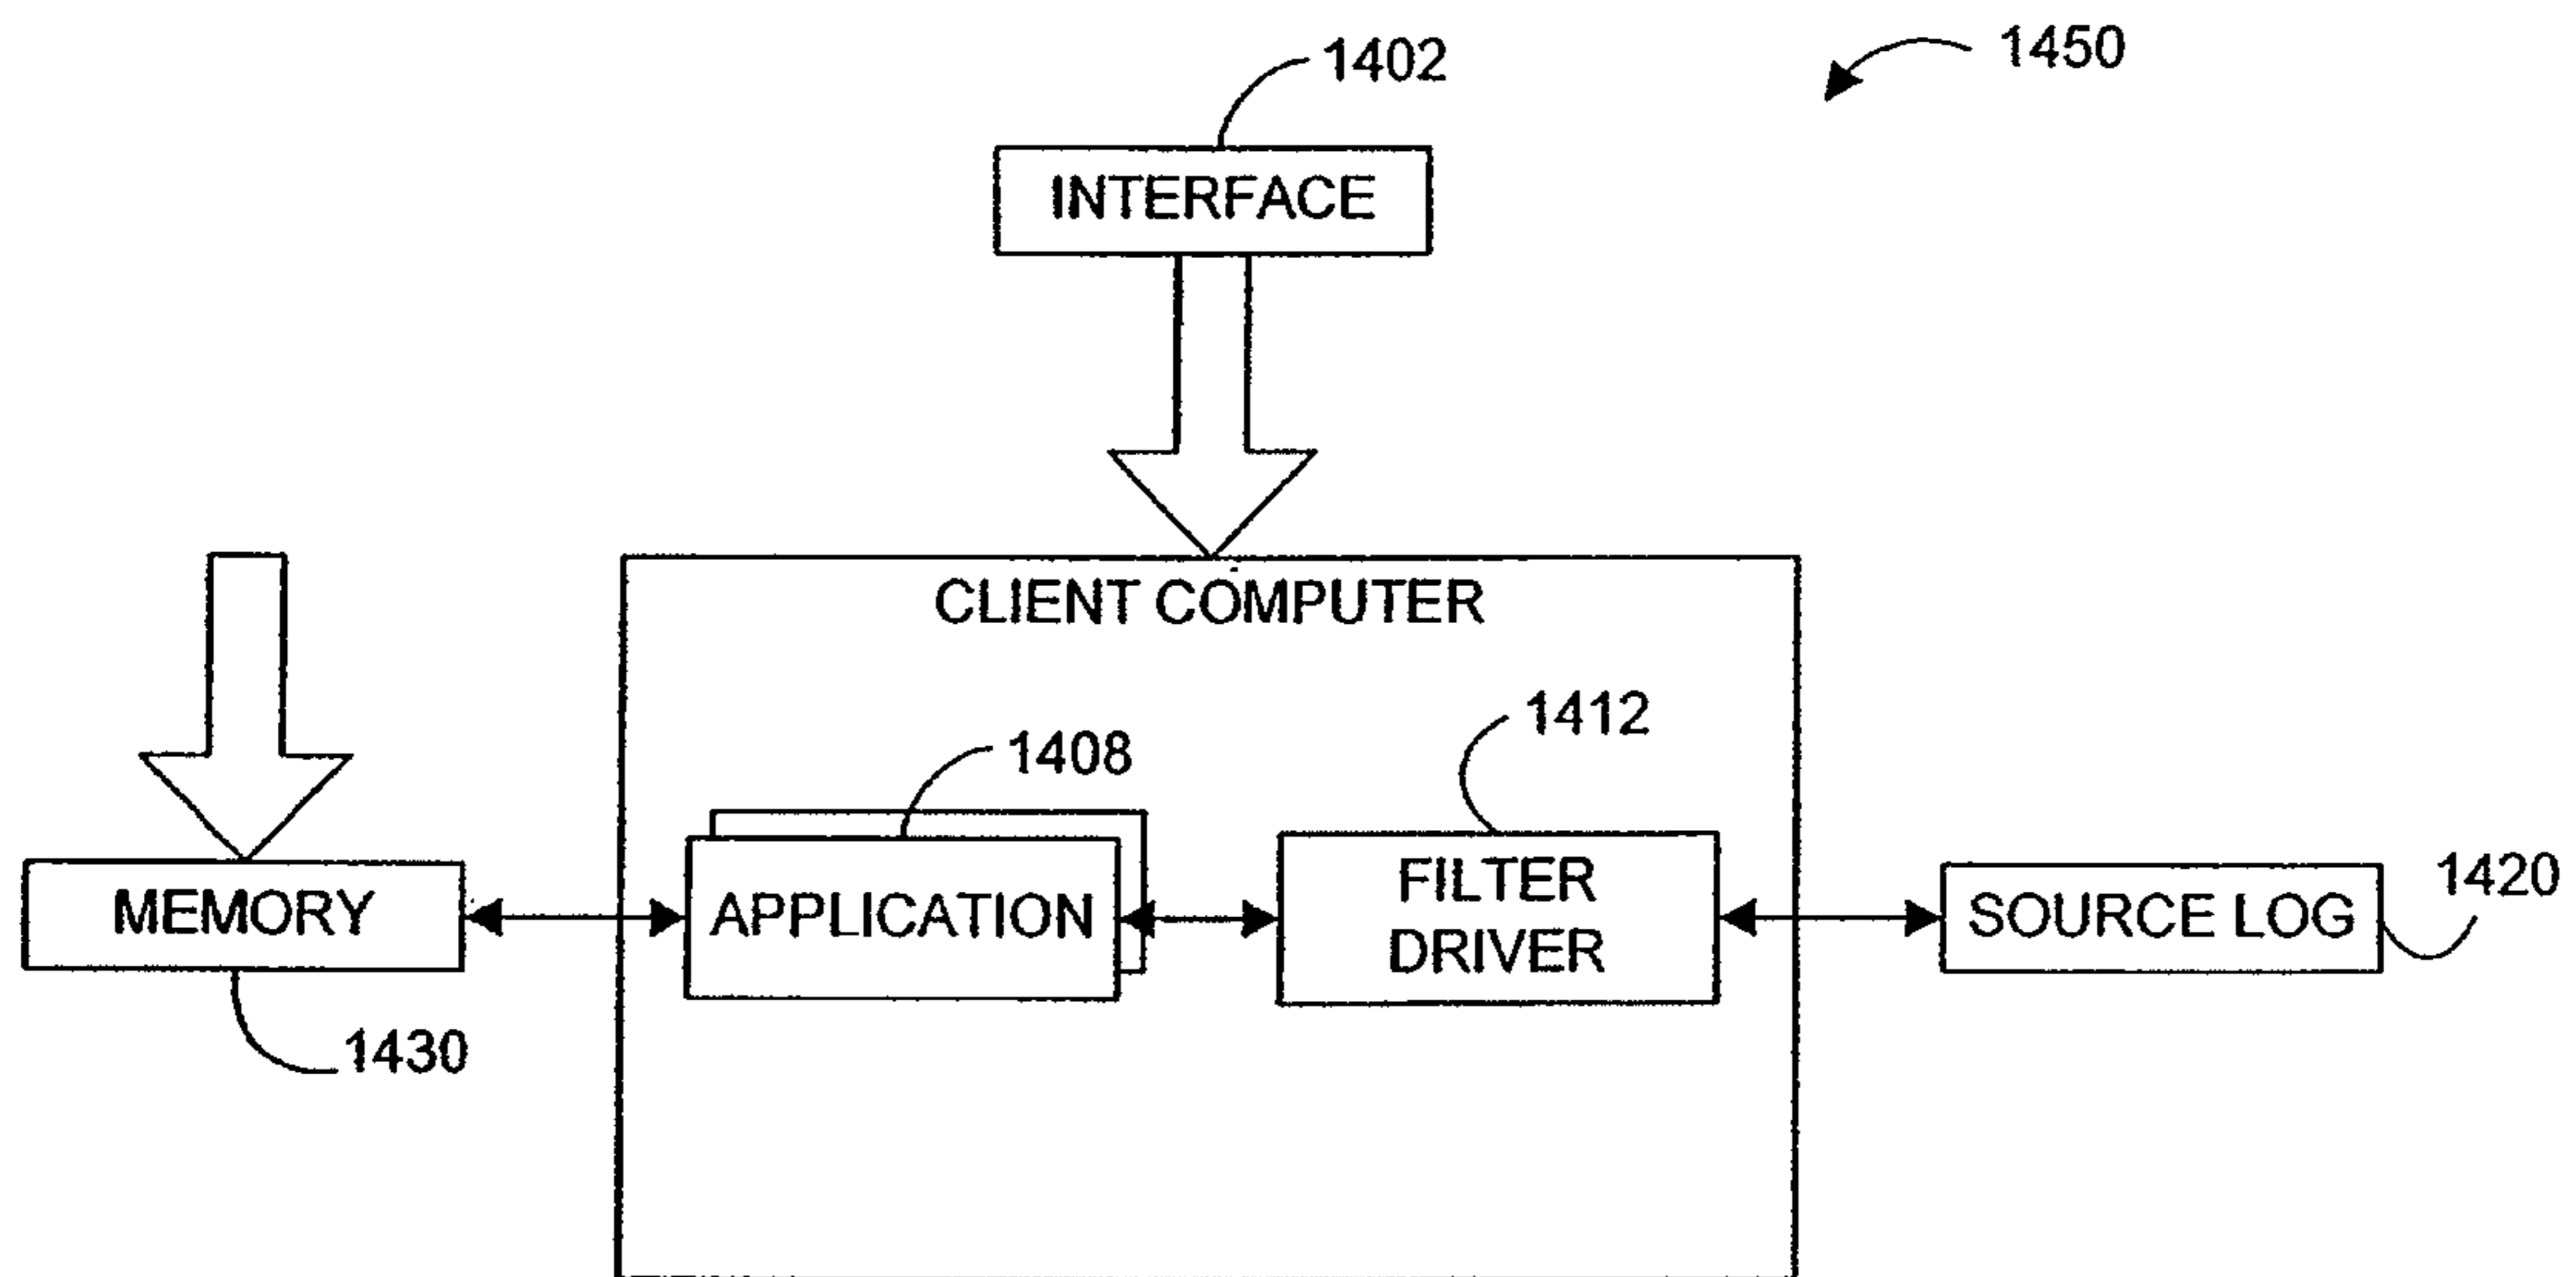 1402
1450
INTERFACE
CLIENT COMPUTER
1412
1408
FILTER
DRIVER
1420
MEMORY
APPLICATION
SOURCE LOG
1430